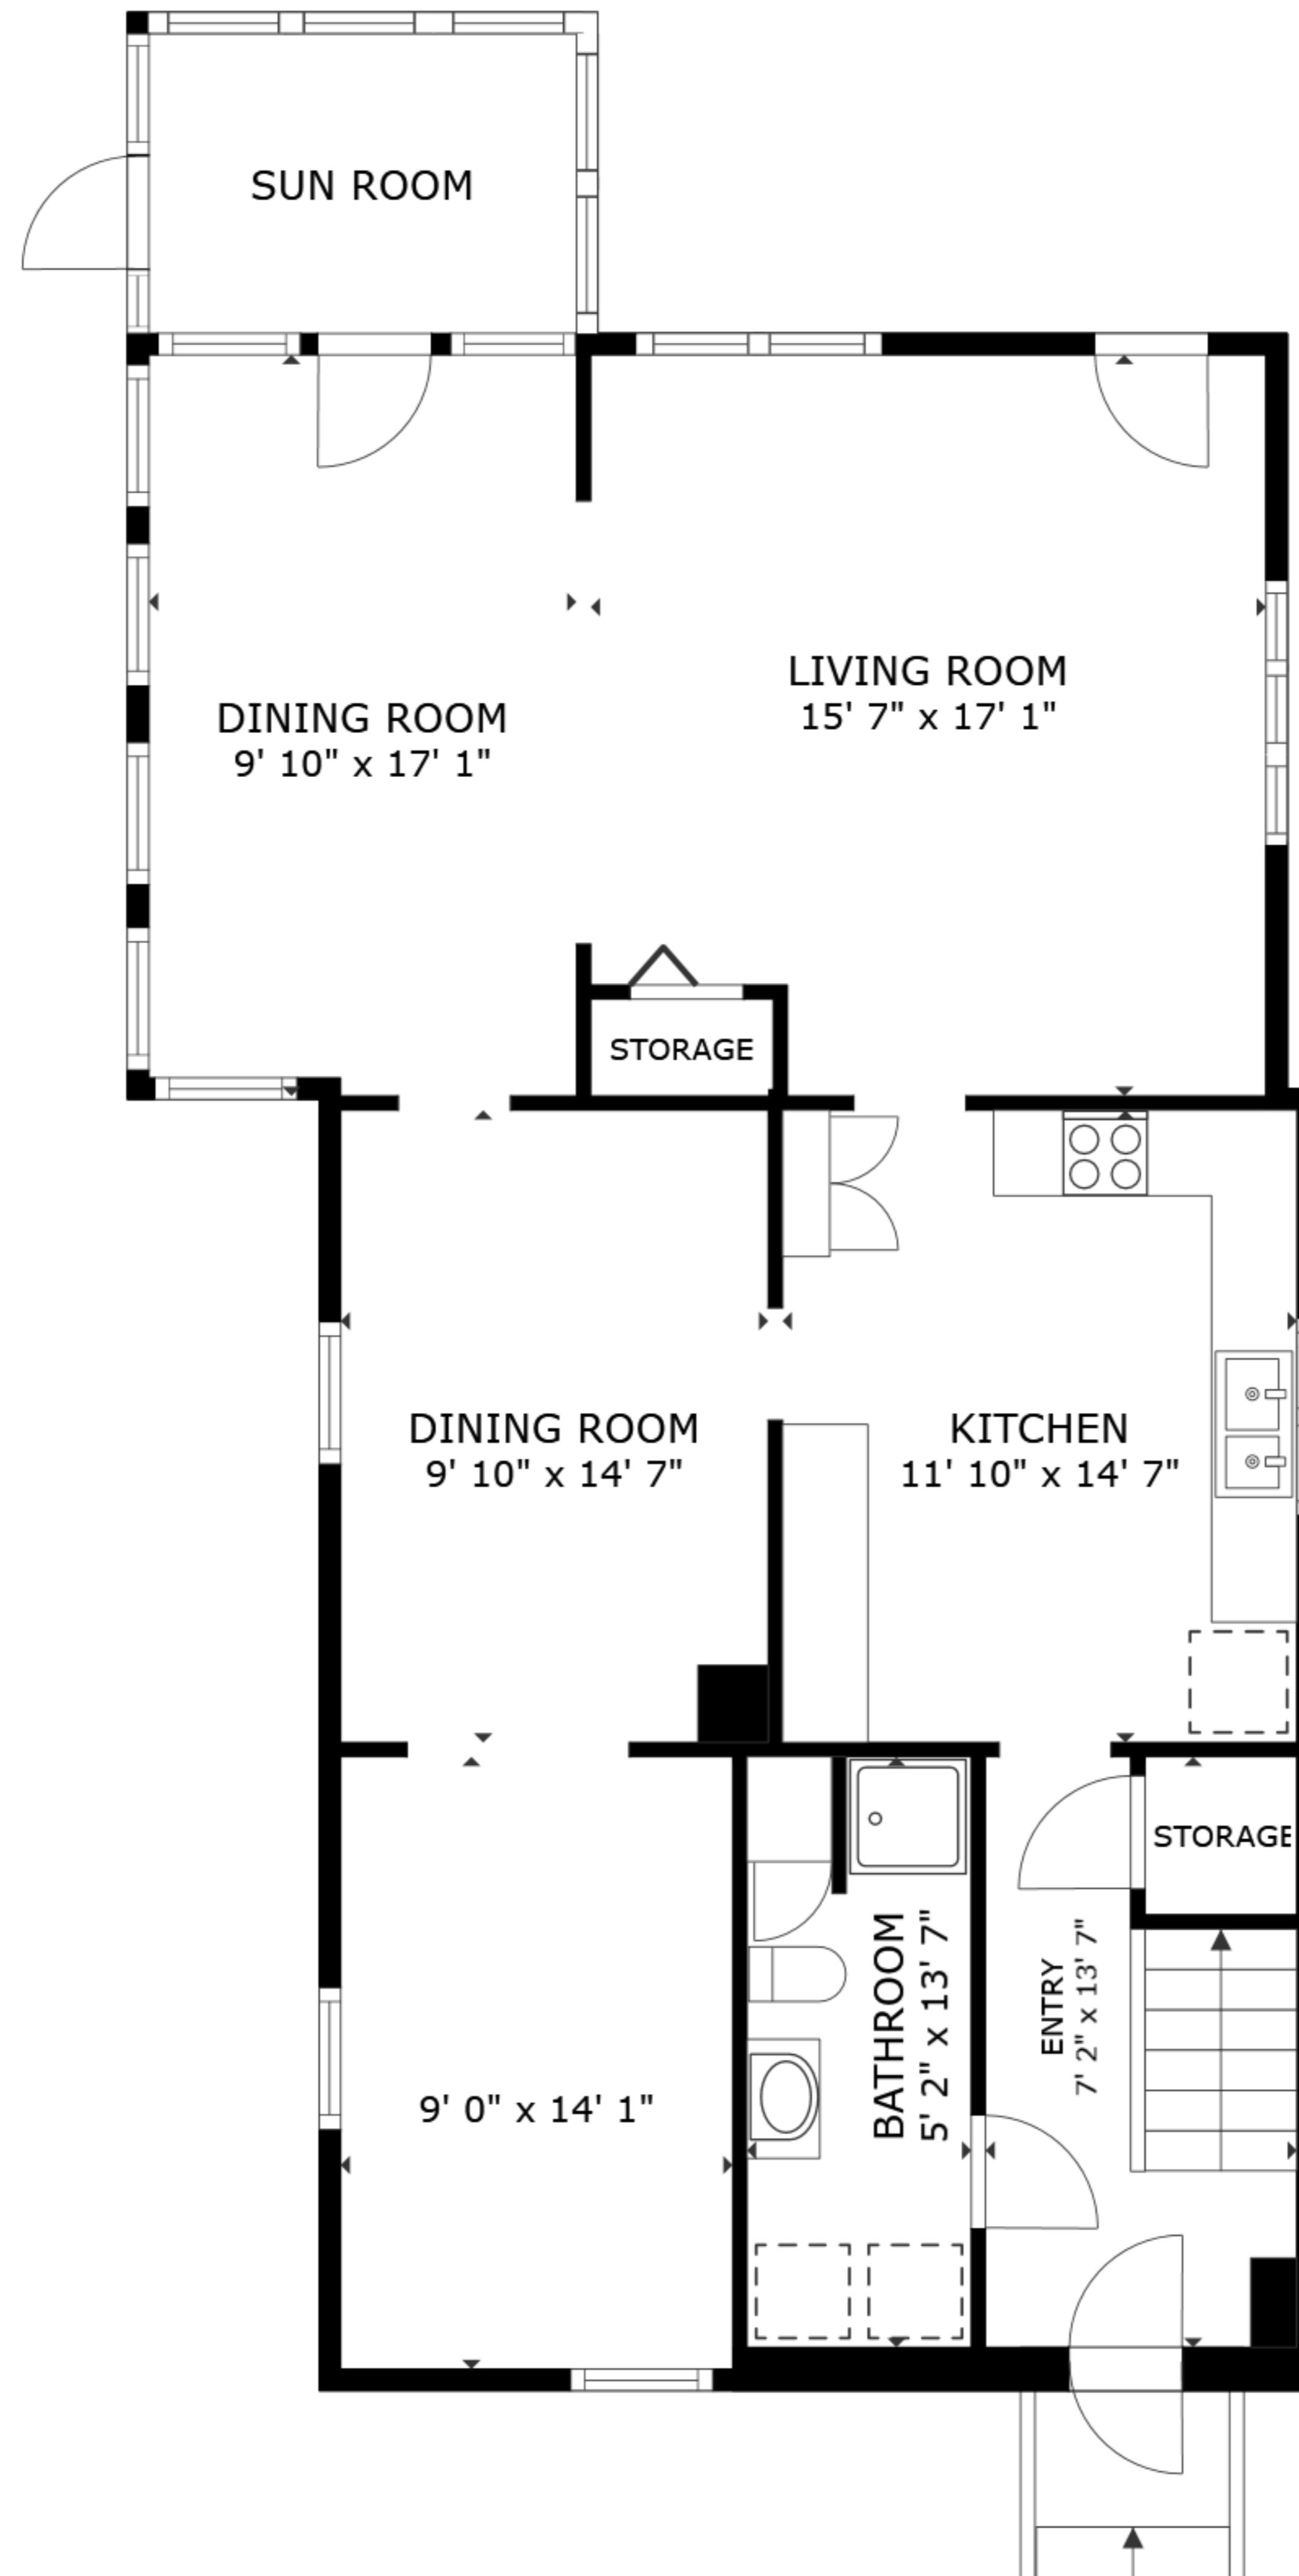 SUN ROOM
LIVING ROOM
15' 7" x 17' 1"
DINING ROOM
9' 10" x 17' 1"
STORAGE
DINING ROOM
9' 10" x 14' 7"
KITCHEN
11' 10" x 14' 7"
STORAGE
BATHROOM
5' 2" x 13' 7"
ENTRY
7' 2" x 13' 7"
9' 0" x 14' 1"